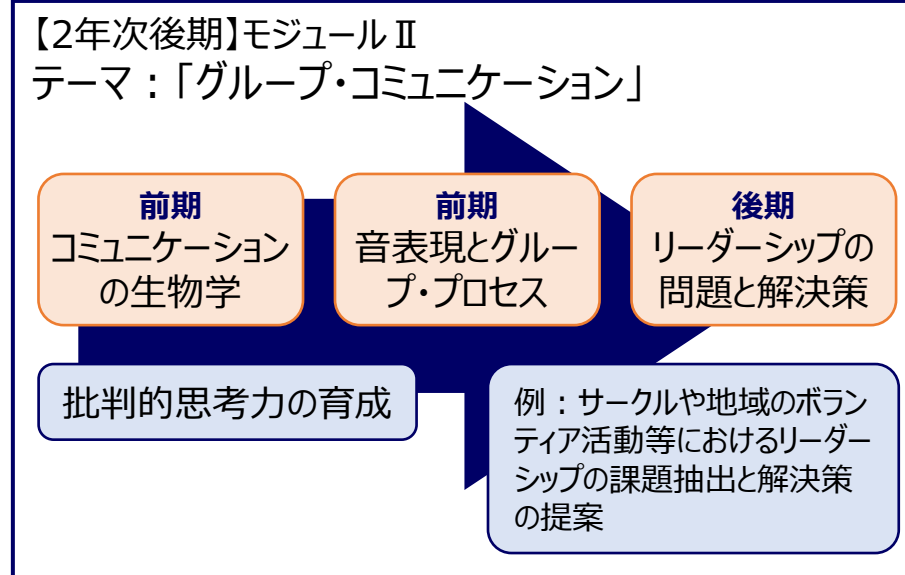 【2年次後期】モジュールⅡ
テーマ：「グループ・コミュニケーション」
前期
コミュニケーション
の生物学
前期
音表現とグルー
プ・プロセス
後期
リーダーシップの
問題と解決策
批判的思考力の育成
例：サークルや地域のボラン
ティア活動等におけるリーダー
シップの課題抽出と解決策
の提案